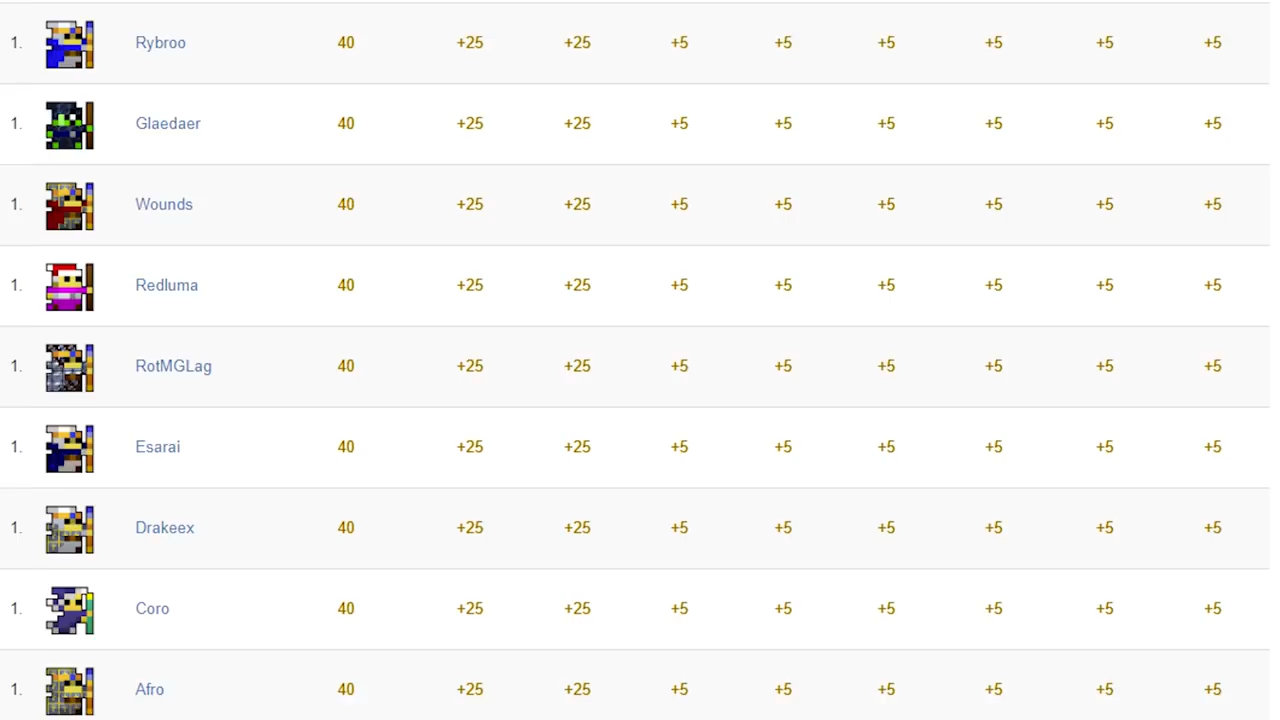 1. Rybroo 40 +25 +25 +5 +5 +5 +5 +5 +5
1. Glaedaer 40 +25 +25 +5 +5 +5 +5 +5 +5
1. Wounds 40 +25 +25 +5 +5 +5 +5 +5 +5
1. Redluma 40 +25 +25 +5 +5 +5 +5 +5 +5
1. RotMGLag 40 +25 +25 +5 +5 +5 +5 +5 +5
1. Esarai 40 +25 +25 +5 +5 +5 +5 +5 +5
1. Drakeex 40 +25 +25 +5 +5 +5 +5 +5 +5
1. Coro 40 +25 +25 +5 +5 +5 +5 +5 +5
1. Afro 40 +25 +25 +5 +5 +5 +5 +5 +5